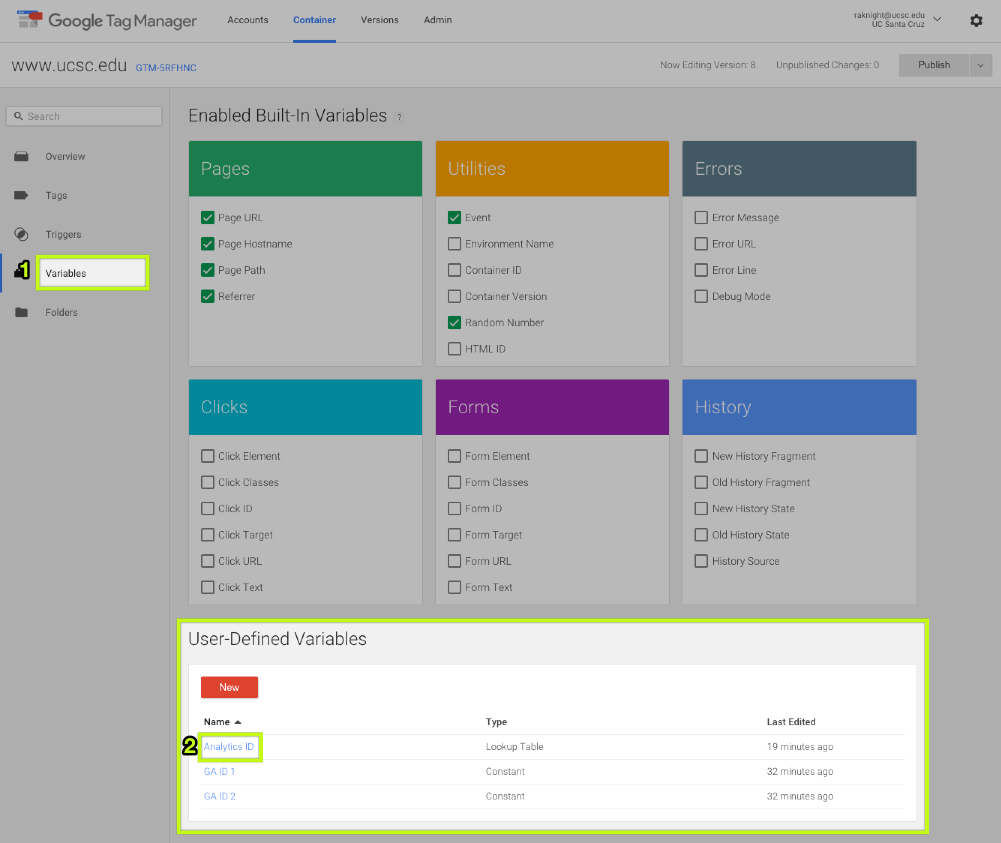 Google Tag Manager Accounts Container Versions Admin
raknight@ucsc.edu
UC Santa Cruz
www.ucsc.edu GTM-5RFHNC Now Editing Version: 8 Unpublished Changes: 0 Publish
Search
Overview
Tags
Triggers
1 Variables
Folders
Enabled Built-In Variables ?
Pages
Page URL
Page Hostname
Page Path
Referrer
Utilities
Event
Environment Name
Container ID
Container Version
Random Number
HTML ID
Errors
Error Message
Error URL
Error Line
Debug Mode
Clicks
Click Element
Click Classes
Click ID
Click Target
Click URL
Click Text
Forms
Form Element
Form Classes
Form ID
Form Target
Form URL
Form Text
History
New History Fragment
Old History Fragment
New History State
Old History State
History Source
User-Defined Variables
New
Name Type Last Edited
2 Analytics ID Lookup Table 19 minutes ago
GA ID 1 Constant 32 minutes ago
GA ID 2 Constant 32 minutes ago